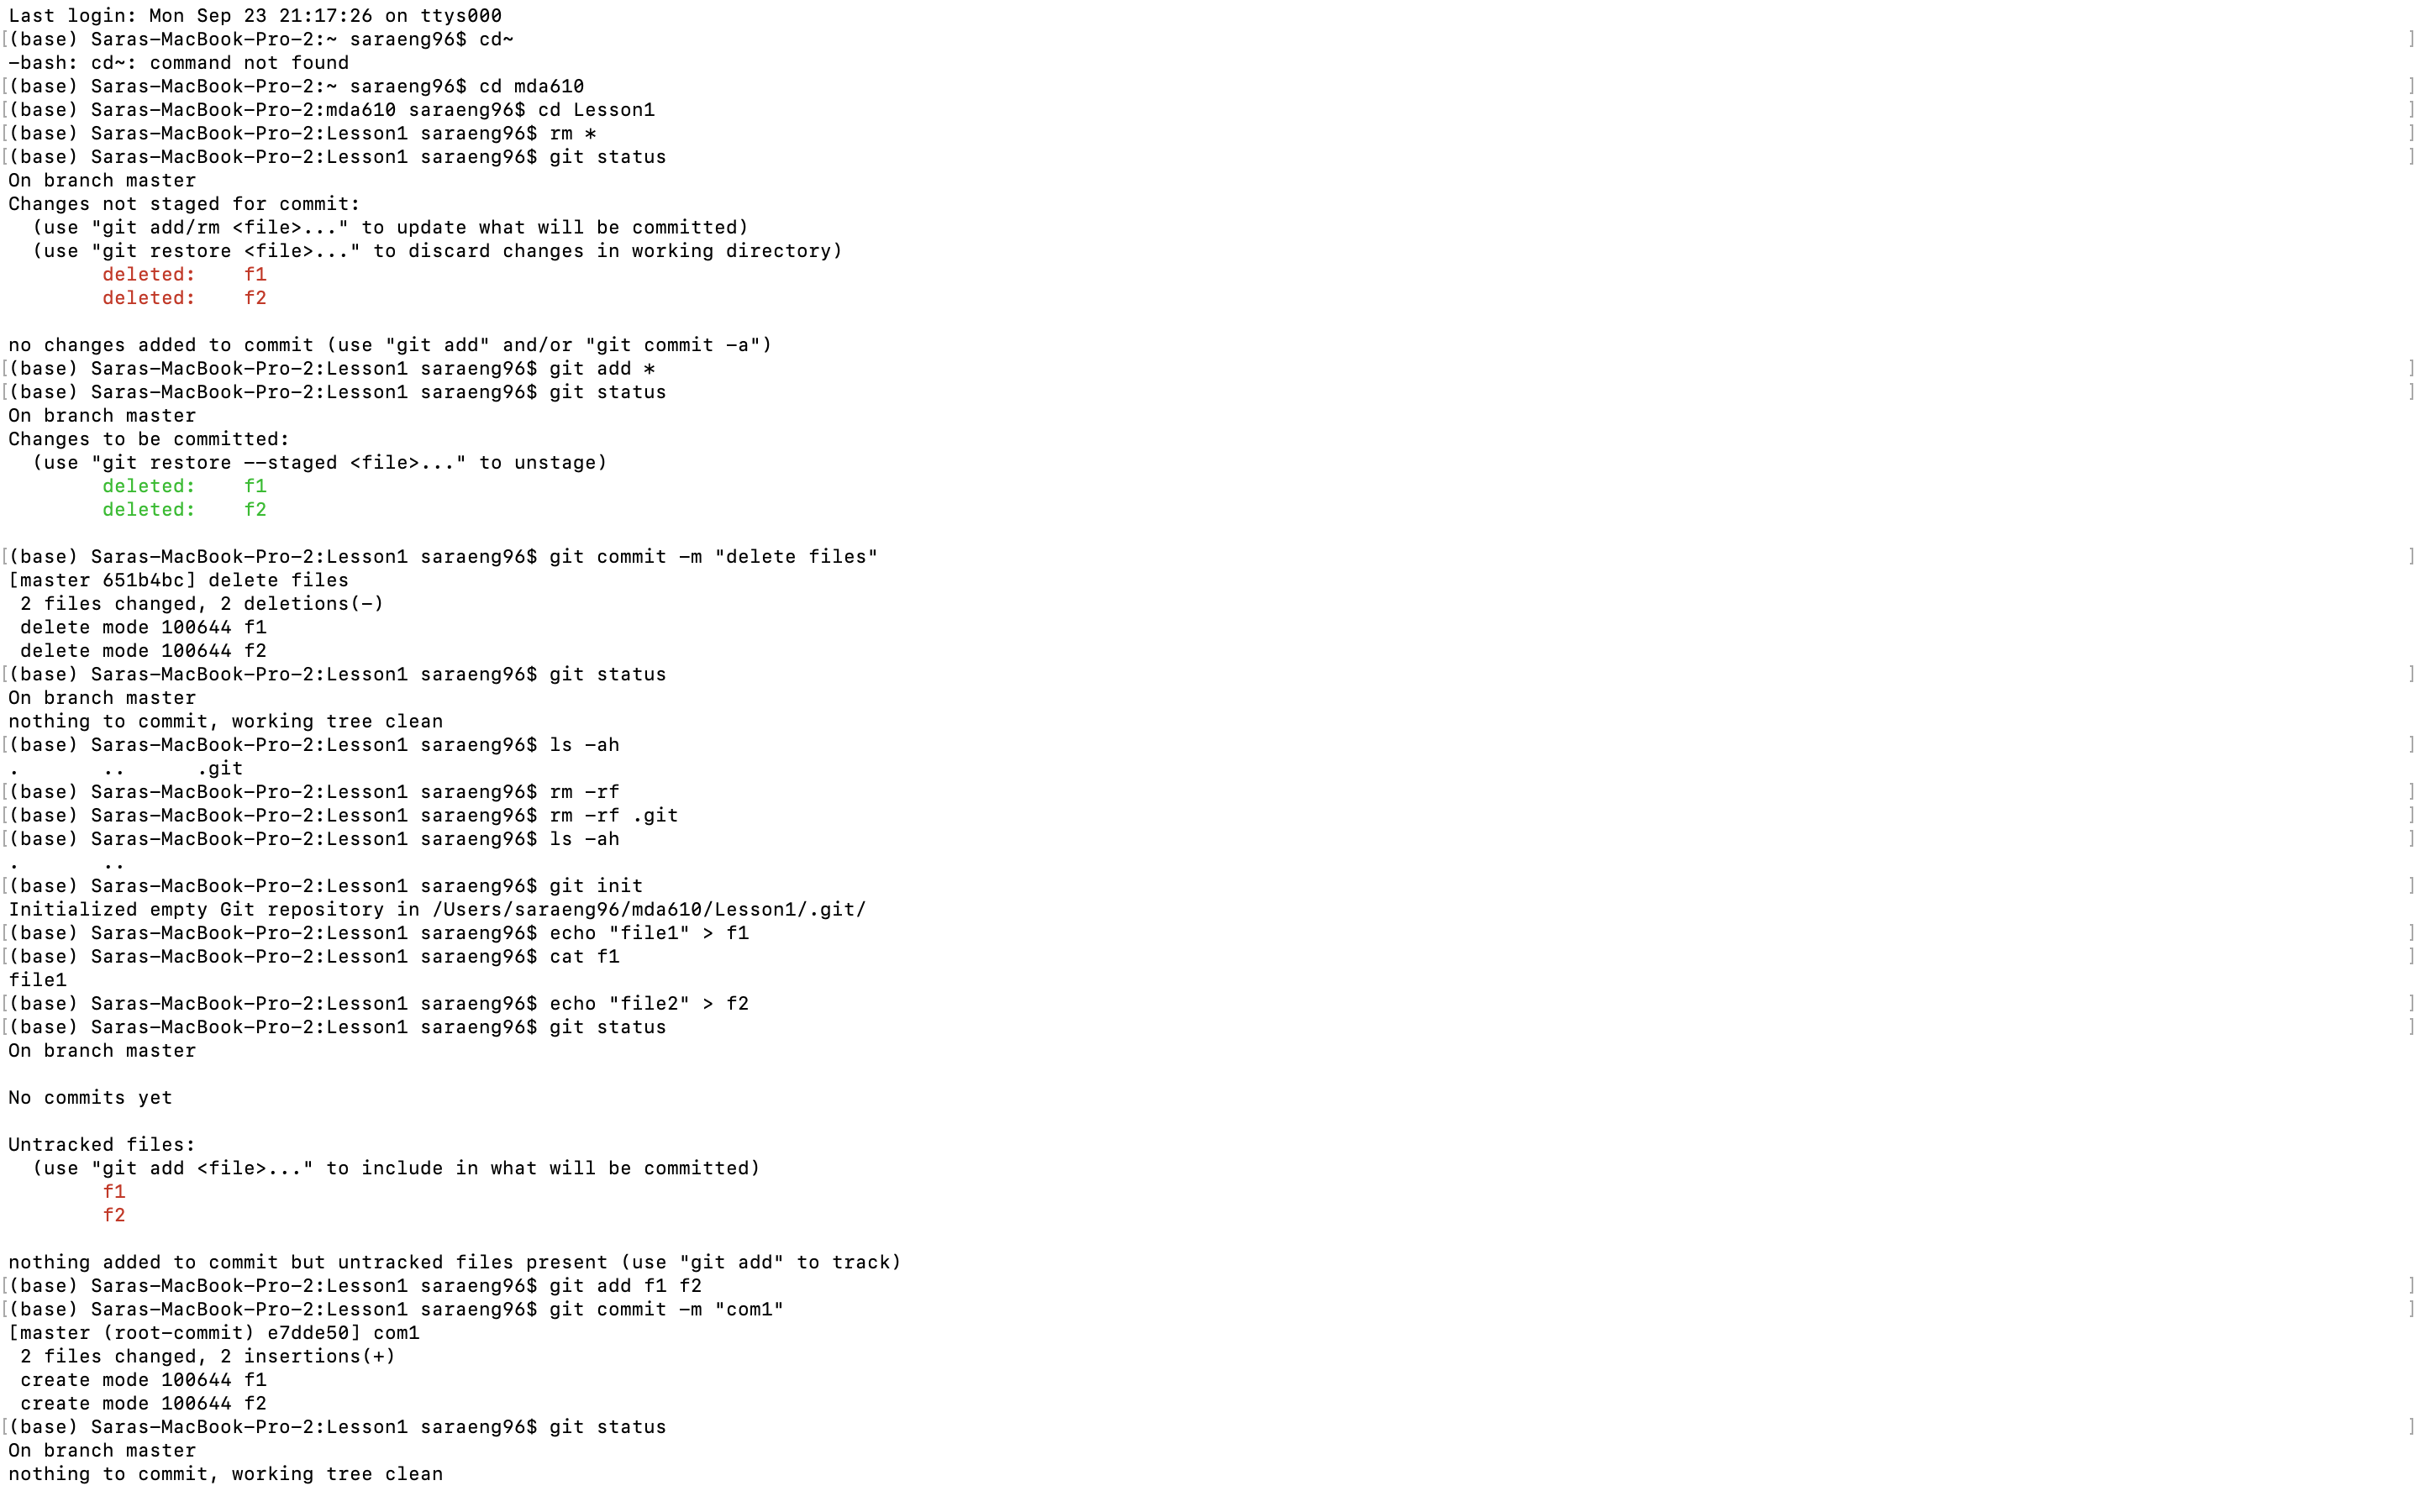 Last login: Mon Sep 23 21:17:26 on ttys000
[(base) Saras-MacBook-Pro-2:~ saraeng96$ cd~ ]
-bash: cd~: command not found
[(base) Saras-MacBook-Pro-2:~ saraeng96$ cd mda610 ]
[(base) Saras-MacBook-Pro-2:mda610 saraeng96$ cd Lesson1 ]
[(base) Saras-MacBook-Pro-2:Lesson1 saraeng96$ rm * ]
[(base) Saras-MacBook-Pro-2:Lesson1 saraeng96$ git status ]
On branch master
Changes not staged for commit:
  (use "git add/rm <file>..." to update what will be committed)
  (use "git restore <file>..." to discard changes in working directory)
        deleted:    f1
        deleted:    f2

no changes added to commit (use "git add" and/or "git commit -a")
[(base) Saras-MacBook-Pro-2:Lesson1 saraeng96$ git add * ]
[(base) Saras-MacBook-Pro-2:Lesson1 saraeng96$ git status ]
On branch master
Changes to be committed:
  (use "git restore --staged <file>..." to unstage)
        deleted:    f1
        deleted:    f2

[(base) Saras-MacBook-Pro-2:Lesson1 saraeng96$ git commit -m "delete files" ]
[master 651b4bc] delete files
 2 files changed, 2 deletions(-)
 delete mode 100644 f1
 delete mode 100644 f2
[(base) Saras-MacBook-Pro-2:Lesson1 saraeng96$ git status ]
On branch master
nothing to commit, working tree clean
[(base) Saras-MacBook-Pro-2:Lesson1 saraeng96$ ls -ah ]
.       ..      .git
[(base) Saras-MacBook-Pro-2:Lesson1 saraeng96$ rm -rf ]
[(base) Saras-MacBook-Pro-2:Lesson1 saraeng96$ rm -rf .git ]
[(base) Saras-MacBook-Pro-2:Lesson1 saraeng96$ ls -ah ]
.       ..
[(base) Saras-MacBook-Pro-2:Lesson1 saraeng96$ git init ]
Initialized empty Git repository in /Users/saraeng96/mda610/Lesson1/.git/
[(base) Saras-MacBook-Pro-2:Lesson1 saraeng96$ echo "file1" > f1 ]
[(base) Saras-MacBook-Pro-2:Lesson1 saraeng96$ cat f1 ]
file1
[(base) Saras-MacBook-Pro-2:Lesson1 saraeng96$ echo "file2" > f2 ]
[(base) Saras-MacBook-Pro-2:Lesson1 saraeng96$ git status ]
On branch master

No commits yet

Untracked files:
  (use "git add <file>..." to include in what will be committed)
        f1
        f2

nothing added to commit but untracked files present (use "git add" to track)
[(base) Saras-MacBook-Pro-2:Lesson1 saraeng96$ git add f1 f2 ]
[(base) Saras-MacBook-Pro-2:Lesson1 saraeng96$ git commit -m "com1" ]
[master (root-commit) e7dde50] com1
 2 files changed, 2 insertions(+)
 create mode 100644 f1
 create mode 100644 f2
[(base) Saras-MacBook-Pro-2:Lesson1 saraeng96$ git status ]
On branch master
nothing to commit, working tree clean